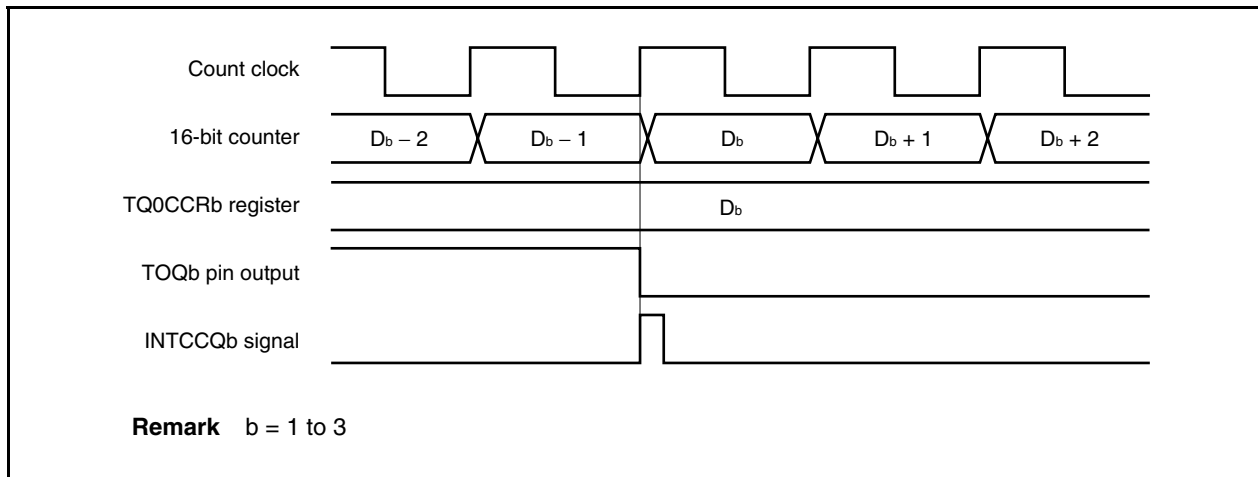 Count clock
16-bit counter
Db − 2
Db − 1
Db
Db + 1
Db + 2
TQ0CCRb register
Db
TOQb pin output
INTCCQb signal
Remark b = 1 to 3